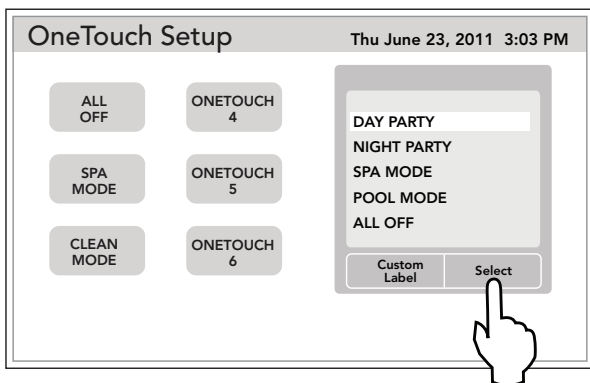 OneTouch Setup
Thu June 23, 2011 3:03 PM
ALL
OFF
ONETOUCH
4
SPA
MODE
ONETOUCH
5
CLEAN
MODE
ONETOUCH
6
DAY PARTY
NIGHT PARTY
SPA MODE
POOL MODE
ALL OFF
Custom
Label
Select